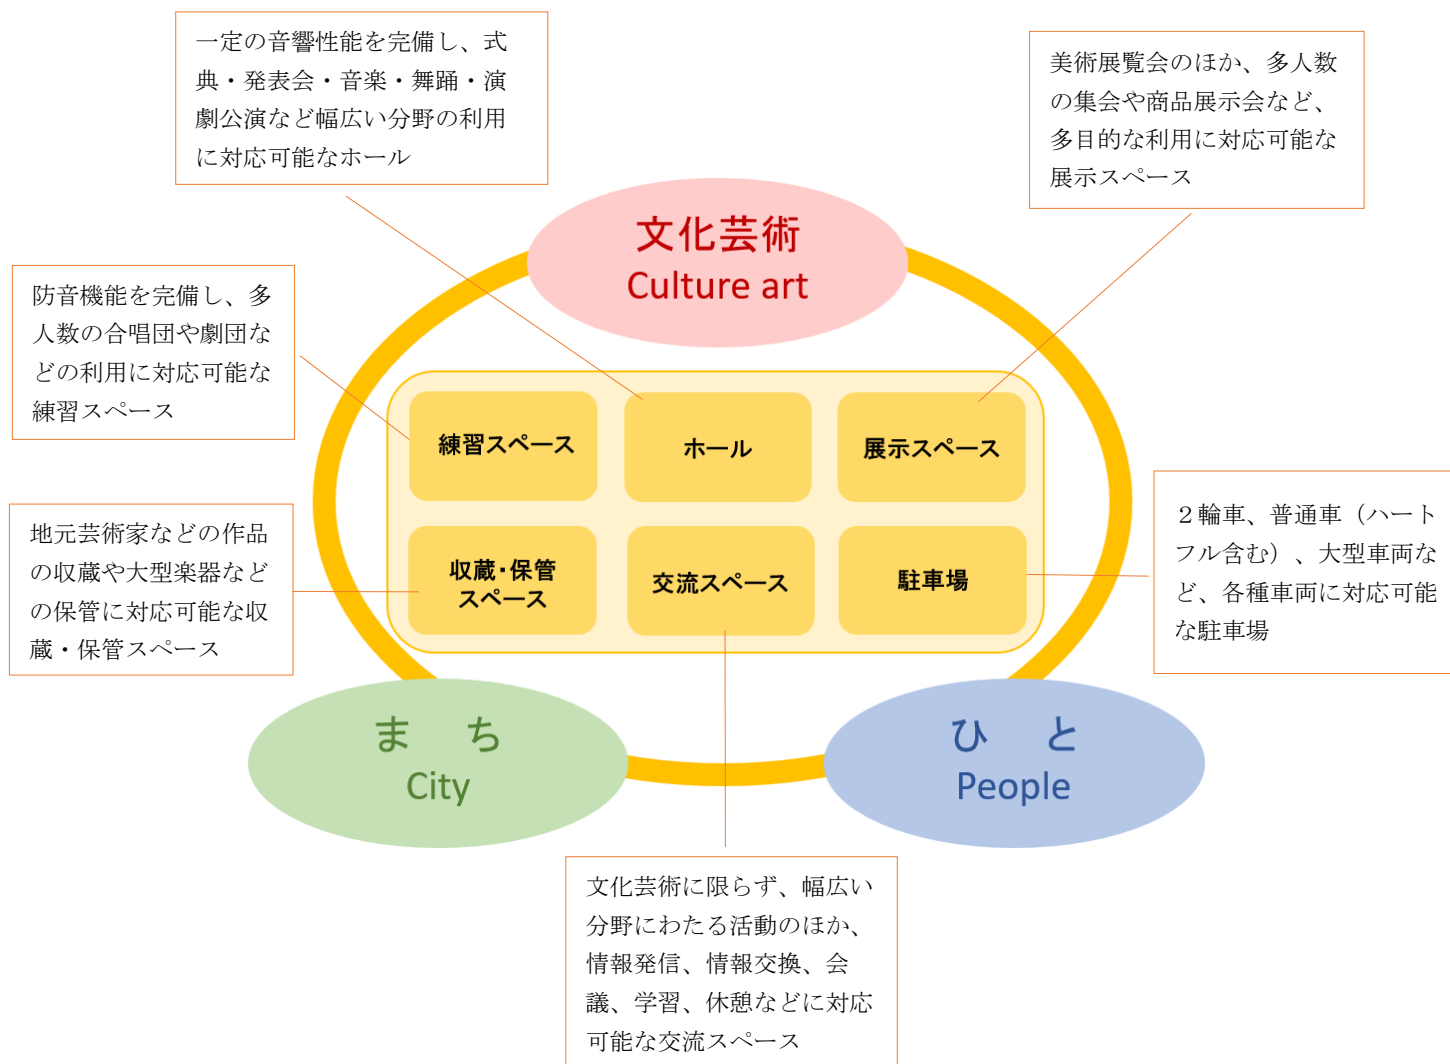 一定の音響性能を完備し、式
典・発表会・音楽・舞踊・演
劇公演など幅広い分野の利用
に対応可能なホール
美術展覧会のほか、多人数
の集会や商品展示会など、
多目的な利用に対応可能な
展示スペース
文化芸術
Culture art
防音機能を完備し、多
人数の合唱団や劇団な
どの利用に対応可能な
練習スペース
練習スペース
ホール
展示スペース
地元芸術家などの作品
の収蔵や大型楽器など
の保管に対応可能な収
蔵・保管スペース
収蔵・保管
スペース
交流スペース
駐車場
２輪車、普通車（ハート
フル含む）、大型車両な
ど、各種車両に対応可能
な駐車場
まち
City
ひと
People
文化芸術に限らず、幅広い
分野にわたる活動のほか、
情報発信、情報交換、会
議、学習、休憩などに対応
可能な交流スペース